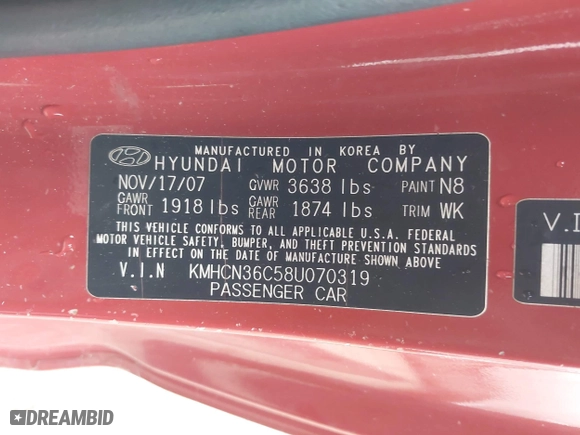 MANUFACTURED IN KOREA BY
HYUNDAI MOTOR COMPANY
NOV/17/07 GVWR 3638 lbs PAINT N8
GAWR FRONT 1918 lbs GAWR REAR 1874 lbs TRIM WK
THIS VEHICLE CONFORMS TO ALL APPLICABLE U.S.A. FEDERAL
MOTOR VEHICLE SAFETY, BUMPER, AND THEFT PREVENTION STANDARDS
IN EFFECT ON THE DATE OF MANUFACTURE SHOWN ABOVE
V.I.N KMHCN36C58U070319
PASSENGER CAR
V.I
DREAMBID